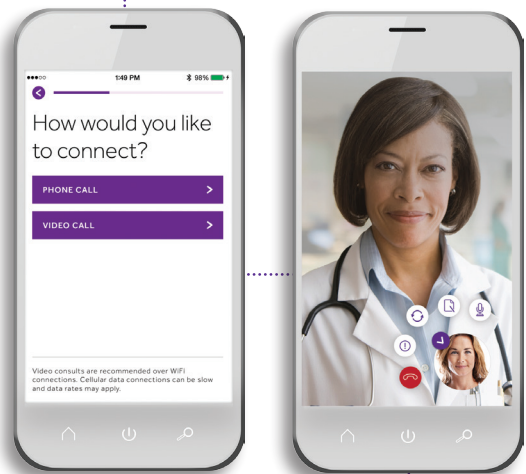 1:49 PM
98%
How would you like
to connect?
PHONE CALL
VIDEO CALL
Video consults are recommended over WiFi
connections. Cellular data connections can be slow
and data rates may apply.